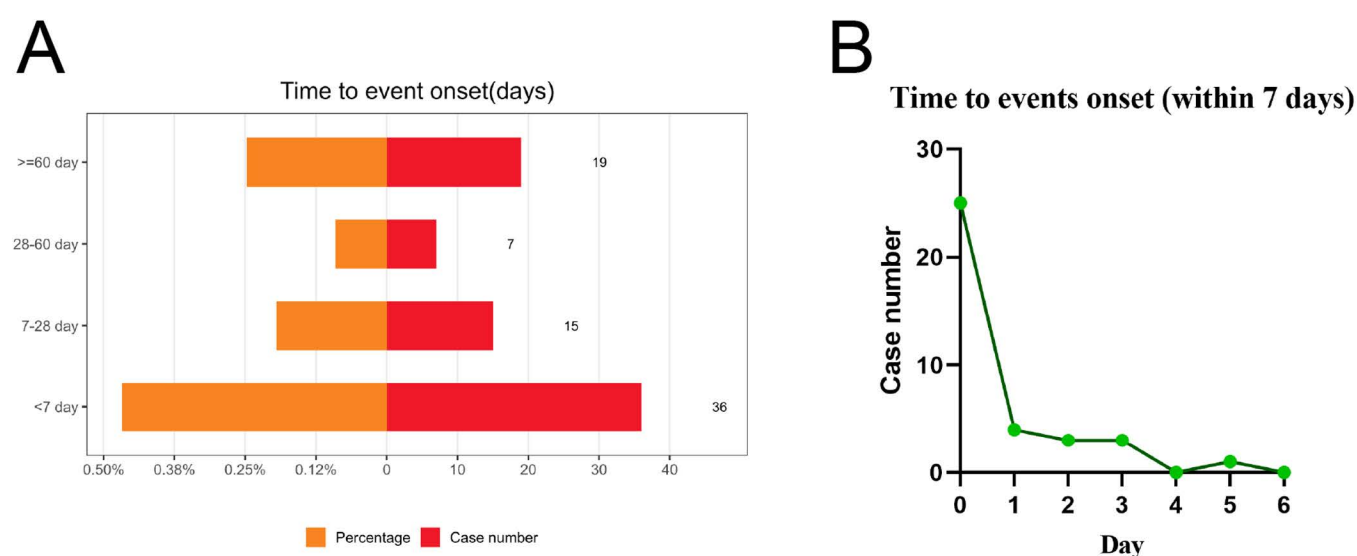 A
Time to event onset(days)
>=60 day
19
28-60 day
7
7-28 day
15
<7 day
36
0.50% 0.38% 0.25% 0.12% 0 10 20 30 40
Percentage Case number
B
Time to events onset (within 7 days)
Case number
30
20
10
0
0 1 2 3 4 5 6
Day